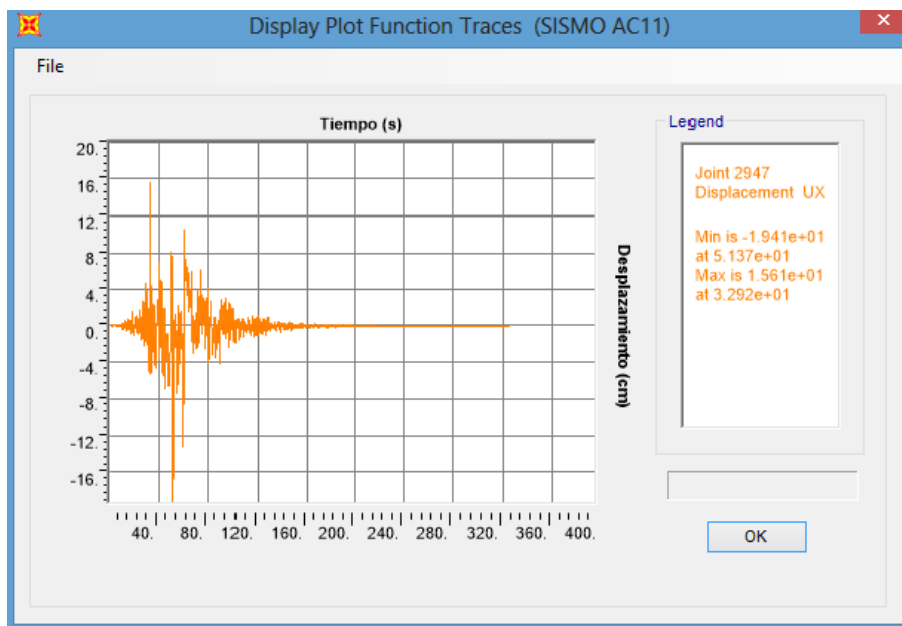 Display Plot Function Traces (SISMO AC11)
File
Tiempo (s)
20.
16.
12.
8.
4.
0.
-4.
-8.
-12.
-16.
40. 80. 120. 160. 200. 240. 280. 320. 360. 400.
Desplazamiento (cm)
Legend
Joint 2947
Displacement UX
Min is -1.941e+01
at 5.137e+01
Max is 1.561e+01
at 3.292e+01
OK